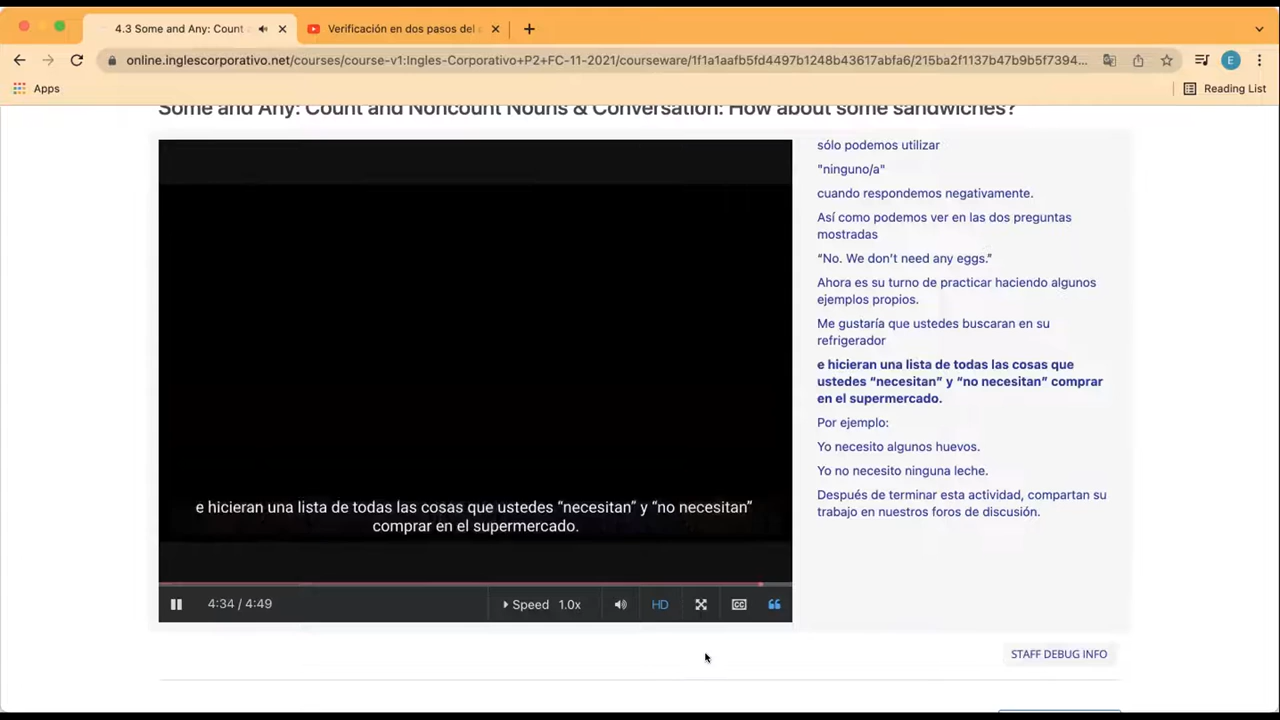 4.3 Some and Any: Count
Verificación en dos pasos del
online.inglescorporativo.net/courses/course-v1:Ingles-Corporativo+P2+FC-11-2021/courseware/1f1a1aafb5fd4497b1248b43617abfa6/215ba2f1137b47b9b5f7394...
E
Apps
Reading List
Some and Any: Count and Noncount Nouns & Conversation: How about some sandwiches?
e hicieran una lista de todas las cosas que ustedes “necesitan” y “no necesitan”
comprar en el supermercado.
4:34 / 4:49
Speed 1.0x
HD
CC
sólo podemos utilizar
"ninguno/a"
cuando respondemos negativamente.
Así como podemos ver en las dos preguntas
mostradas
“No. We don’t need any eggs.”
Ahora es su turno de practicar haciendo algunos
ejemplos propios.
Me gustaría que ustedes buscaran en su
refrigerador
e hicieran una lista de todas las cosas que
ustedes “necesitan” y “no necesitan” comprar
en el supermercado.
Por ejemplo:
Yo necesito algunos huevos.
Yo no necesito ninguna leche.
Después de terminar esta actividad, compartan su
trabajo en nuestros foros de discusión.
STAFF DEBUG INFO